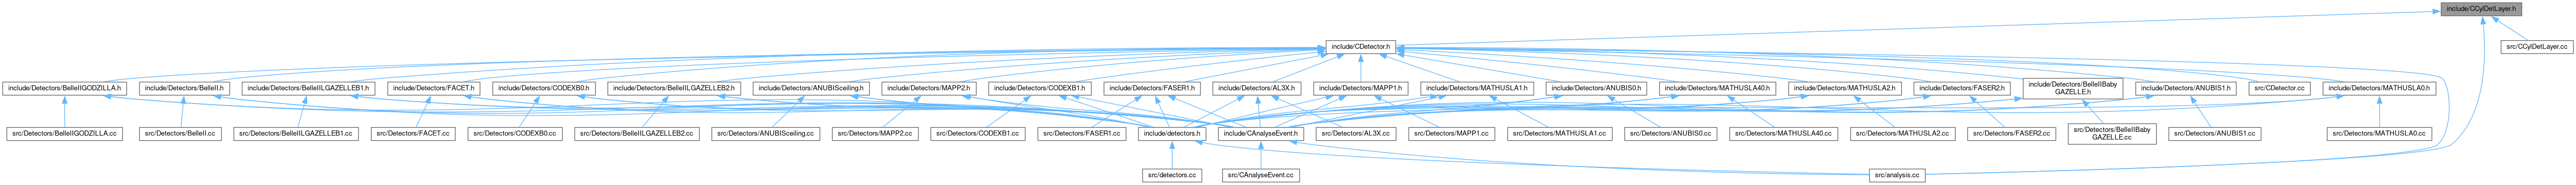 include/CCylDetLayer.h
include/CDetector.h
src/CCylDetLayer.cc
include/Detectors/BelleIIGODZILLA.h
include/Detectors/BelleII.h
include/Detectors/BelleIILGAZELLEB1.h
include/Detectors/FACET.h
include/Detectors/CODEXB0.h
include/Detectors/BelleIILGAZELLEB2.h
include/Detectors/ANUBISceiling.h
include/Detectors/MAPP2.h
include/Detectors/CODEXB1.h
include/Detectors/FASER1.h
include/Detectors/AL3X.h
include/Detectors/MAPP1.h
include/Detectors/MATHUSLA1.h
include/Detectors/ANUBIS0.h
include/Detectors/MATHUSLA40.h
include/Detectors/MATHUSLA2.h
include/Detectors/FASER2.h
include/Detectors/BelleIIBaby
GAZELLE.h
include/Detectors/ANUBIS1.h
src/CDetector.cc
include/Detectors/MATHUSLA0.h
src/Detectors/BelleIIGODZILLA.cc
src/Detectors/BelleII.cc
src/Detectors/BelleIILGAZELLEB1.cc
src/Detectors/FACET.cc
src/Detectors/CODEXB0.cc
src/Detectors/BelleIILGAZELLEB2.cc
src/Detectors/ANUBISceiling.cc
src/Detectors/MAPP2.cc
src/Detectors/CODEXB1.cc
src/Detectors/FASER1.cc
include/detectors.h
include/CAnalyseEvent.h
src/Detectors/AL3X.cc
src/Detectors/MAPP1.cc
src/Detectors/MATHUSLA1.cc
src/Detectors/ANUBIS0.cc
src/Detectors/MATHUSLA40.cc
src/Detectors/MATHUSLA2.cc
src/Detectors/FASER2.cc
src/Detectors/BelleIIBaby
GAZELLE.cc
src/Detectors/ANUBIS1.cc
src/Detectors/MATHUSLA0.cc
src/detectors.cc
src/CAnalyseEvent.cc
src/analysis.cc